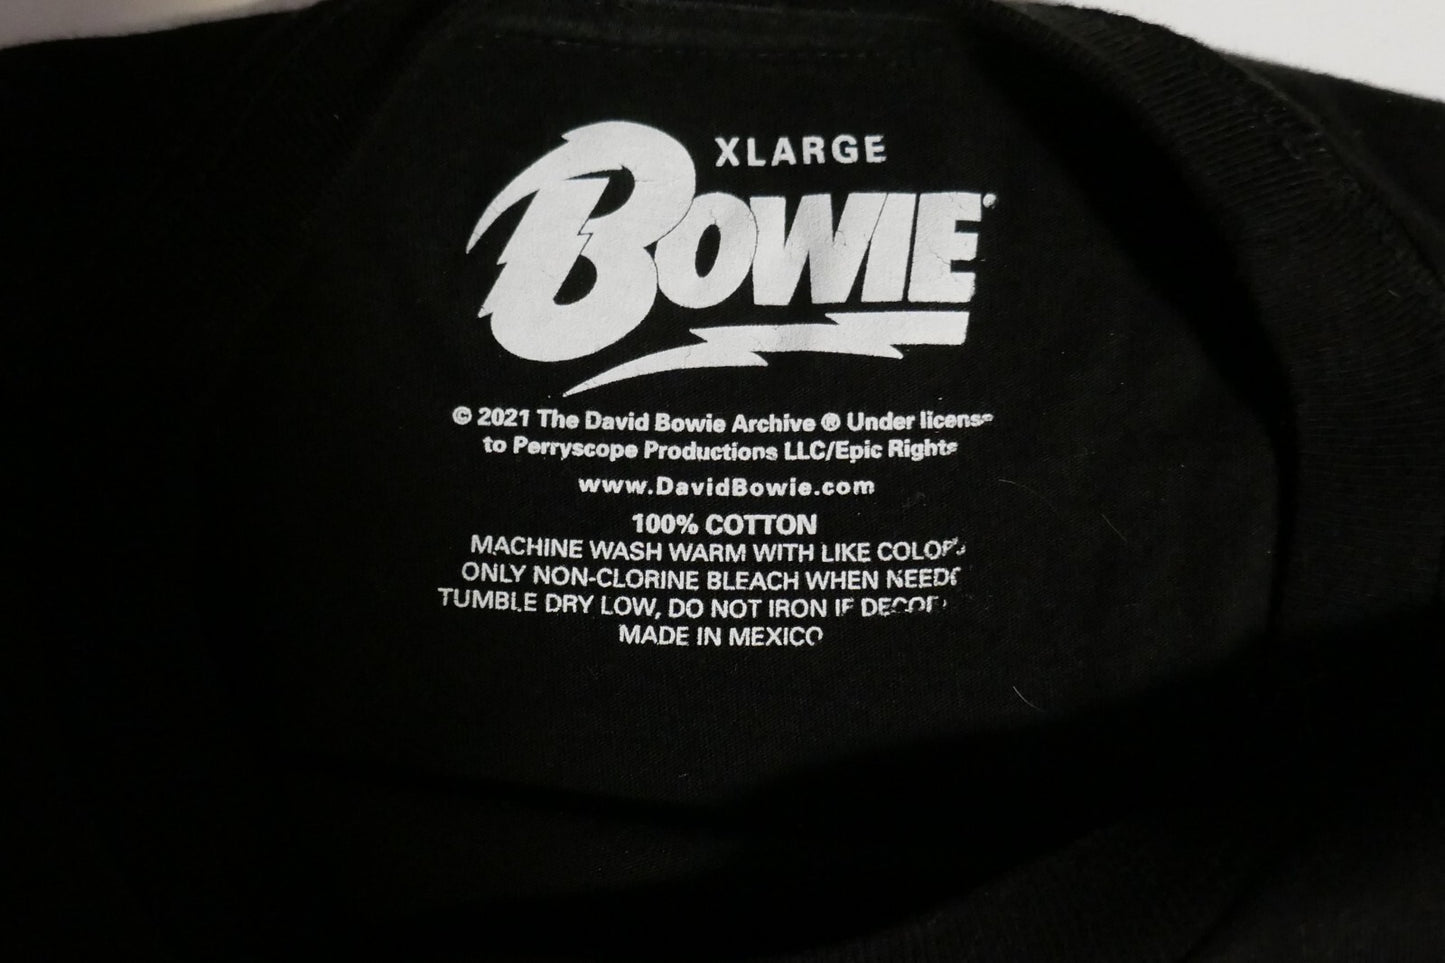 XLARGE
BOWIE®
© 2021 The David Bowie Archive ® Under license
to Perryscope Productions LLC/Epic Rights
www.DavidBowie.com
100% COTTON
MACHINE WASH WARM WITH LIKE COLORS
ONLY NON-CLORINE BLEACH WHEN
TUMBLE DRY LOW, DO NOT IRON IF
MADE IN MEXICO